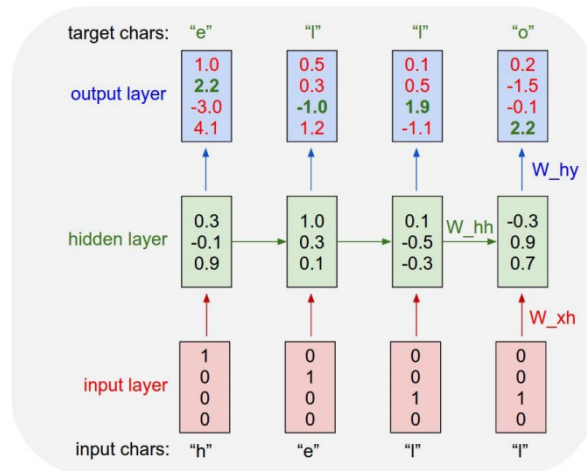 target chars: “e” “l” “l” “o”
1.0 0.5 0.1 0.2
2.2 0.3 0.5 -1.5
output layer -3.0 -1.0 1.9 -0.1
4.1 1.2 -1.1 2.2
W_hy
0.3 1.0 0.1 -0.3
hidden layer -0.1 0.3 -0.5 W_hh 0.9
0.9 0.1 -0.3 0.7
W_xh
1 0 0 0
input layer 0 1 0 0
0 0 1 1
0 0 0 0
input chars: “h” “e” “l” “l”